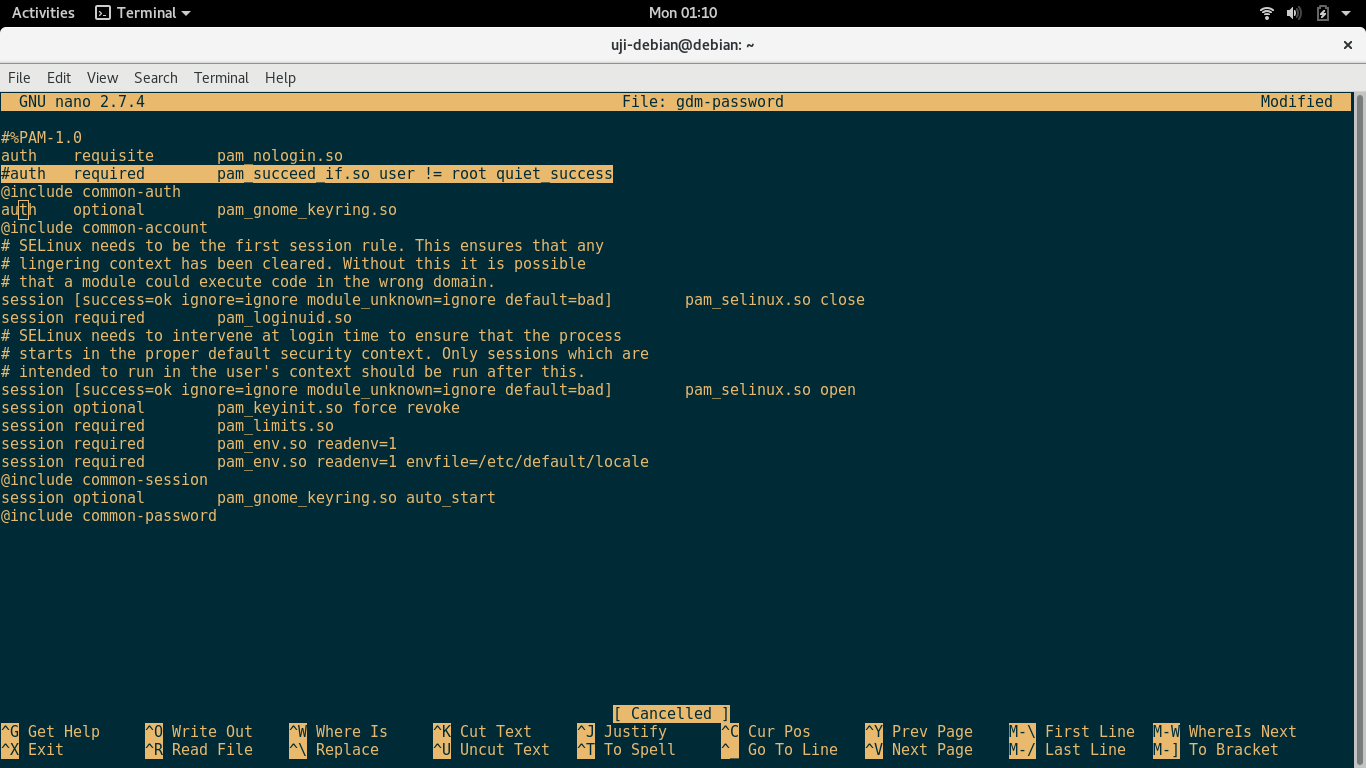 Activities Terminal Mon 01:10
uji-debian@debian: ~ ×
File Edit View Search Terminal Help
GNU nano 2.7.4 File: gdm-password Modified
#%PAM-1.0
auth requisite pam_nologin.so
#auth required pam_succeed_if.so user != root quiet_success
@include common-auth
auth optional pam_gnome_keyring.so
@include common-account
# SELinux needs to be the first session rule. This ensures that any
# lingering context has been cleared. Without this it is possible
# that a module could execute code in the wrong domain.
session [success=ok ignore=ignore module_unknown=ignore default=bad] pam_selinux.so close
session required pam_loginuid.so
# SELinux needs to intervene at login time to ensure that the process
# starts in the proper default security context. Only sessions which are
# intended to run in the user's context should be run after this.
session [success=ok ignore=ignore module_unknown=ignore default=bad] pam_selinux.so open
session optional pam_keyinit.so force revoke
session required pam_limits.so
session required pam_env.so readenv=1
session required pam_env.so readenv=1 envfile=/etc/default/locale
@include common-session
session optional pam_gnome_keyring.so auto_start
@include common-password
[ Cancelled ]
^G Get Help ^O Write Out ^W Where Is ^K Cut Text ^J Justify ^C Cur Pos ^Y Prev Page M-\ First Line M-W WhereIs Next
^X Exit ^R Read File ^\ Replace ^U Uncut Text ^T To Spell ^_ Go To Line ^V Next Page M-/ Last Line M-] To Bracket